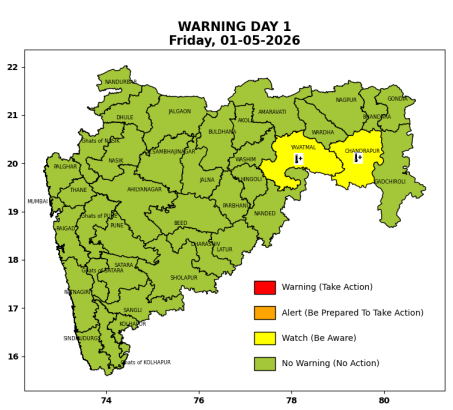 WARNING DAY 1
Friday, 01-05-2026
22
21
20
19
18
17
16
74
76
78
80
NANDURBAR
DHULE
JALGAON
Ghats of NASIK
NASIK
SAMBHAJINAGAR
BULDHANA
AKOLA
AMARAVATI
NAGPUR
GONDIA
BHANDARA
WARDHA
YAVATMAL
CHANDRAPUR
GADCHIROLI
WASHIM
HINGOLI
PALGHAR
THANE
MUMBAI
AHILYANAGAR
JALNA
PARBHANI
NANDED
BEED
Ghats of PUNE
PUNE
RAIGAD
DHARASHIV
LATUR
SATARA
Ghats of SATARA
SHOLAPUR
RATNAGIRI
SANGLI
KOLHAPUR
SINDHUDURG
Ghats of KOLHAPUR
Warning (Take Action)
Alert (Be Prepared To Take Action)
Watch (Be Aware)
No Warning (No Action)